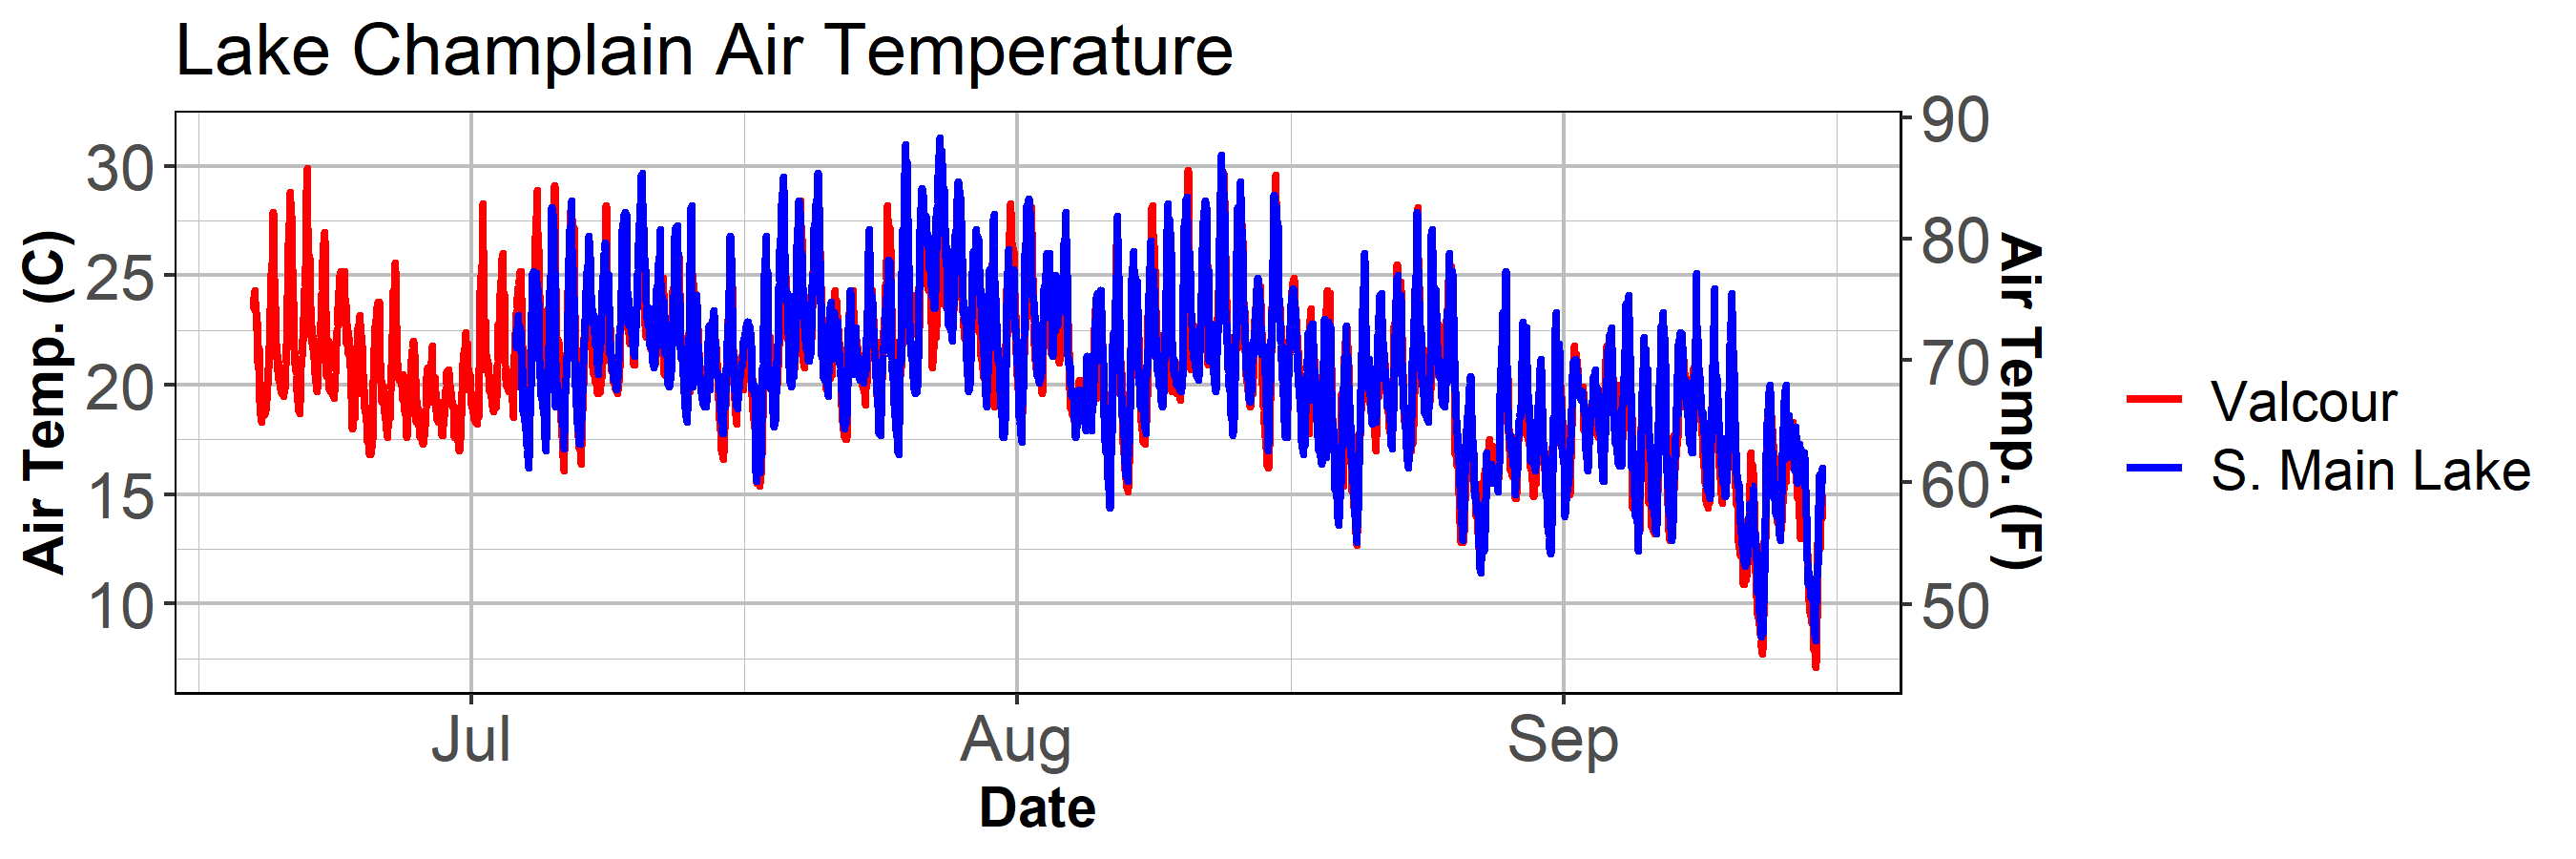 Lake Champlain Air Temperature
Air Temp. (C)
30
25
20
15
10
90
80
70
60
50
Air Temp. (F)
Jul
Aug
Sep
Date
Valcour
S. Main Lake